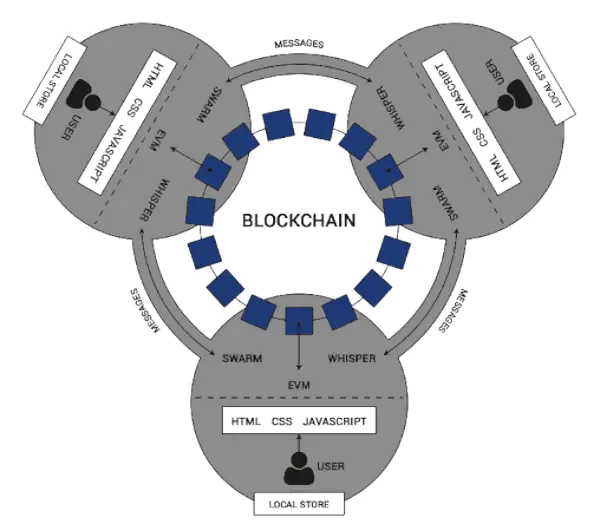 MESSAGES
LOCAL STORE
USER
HTML CSS JAVASCRIPT
SWARM
EVM
WHISPER
LOCAL STORE
USER
HTML CSS JAVASCRIPT
WHISPER
EVM
SWARM
BLOCKCHAIN
MESSAGES
MESSAGES
SWARM
WHISPER
EVM
HTML CSS JAVASCRIPT
USER
LOCAL STORE